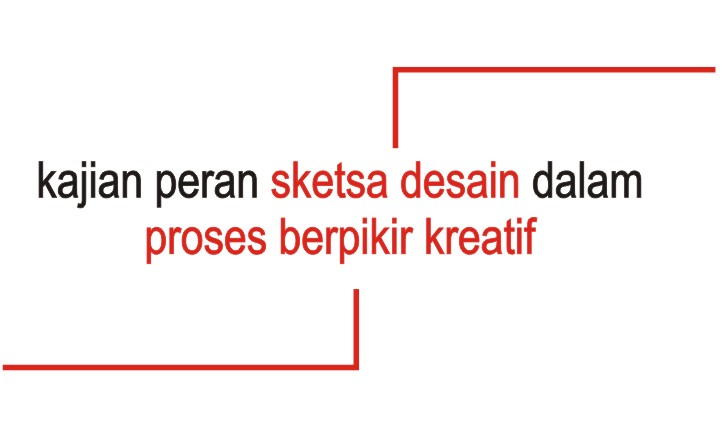 kajian peran sketsa desain dalam
proses berpikir kreatif